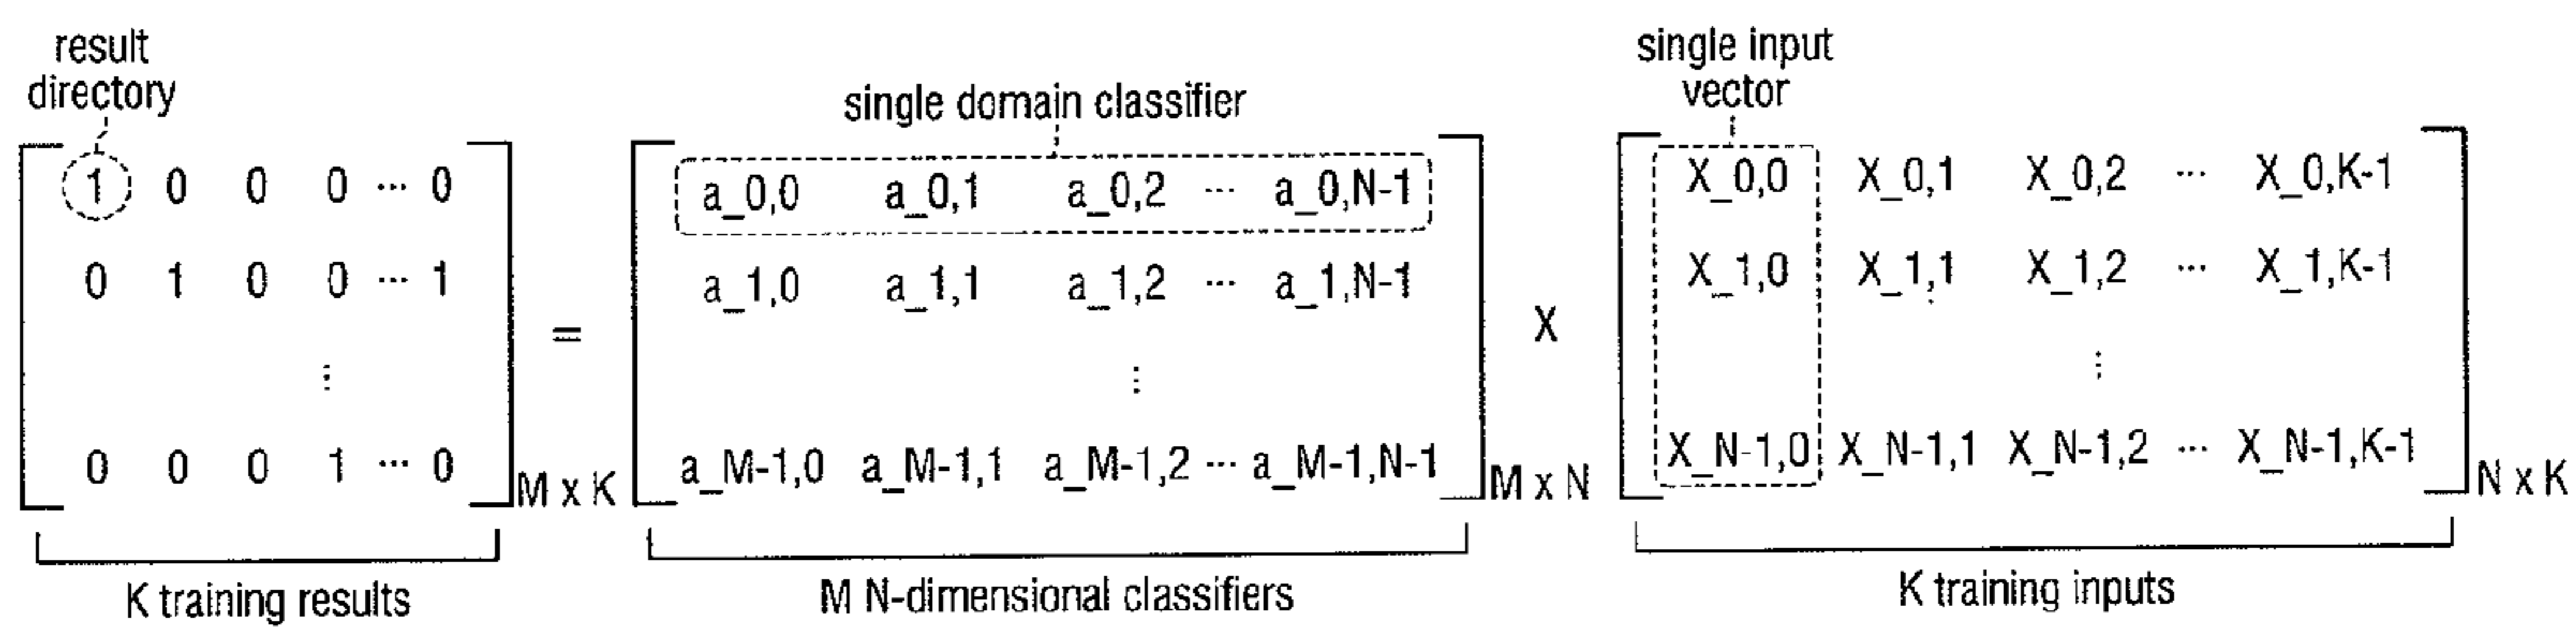 result
directory
single domain classifier
single input
vector
1 0 0 0 ... 0
0 1 0 0 ... 1
⋮
0 0 0 1 ... 0
M x K
=
a_0,0 a_0,1 a_0,2 ... a_0,N-1
a_1,0 a_1,1 a_1,2 ... a_1,N-1
⋮
a_M-1,0 a_M-1,1 a_M-1,2 ... a_M-1,N-1
M x N
X
X_0,0 X_0,1 X_0,2 ... X_0,K-1
X_1,0 X_1,1 X_1,2 ... X_1,K-1
⋮
X_N-1,0 X_N-1,1 X_N-1,2 ... X_N-1,K-1
N x K
K training results
M N-dimensional classifiers
K training inputs